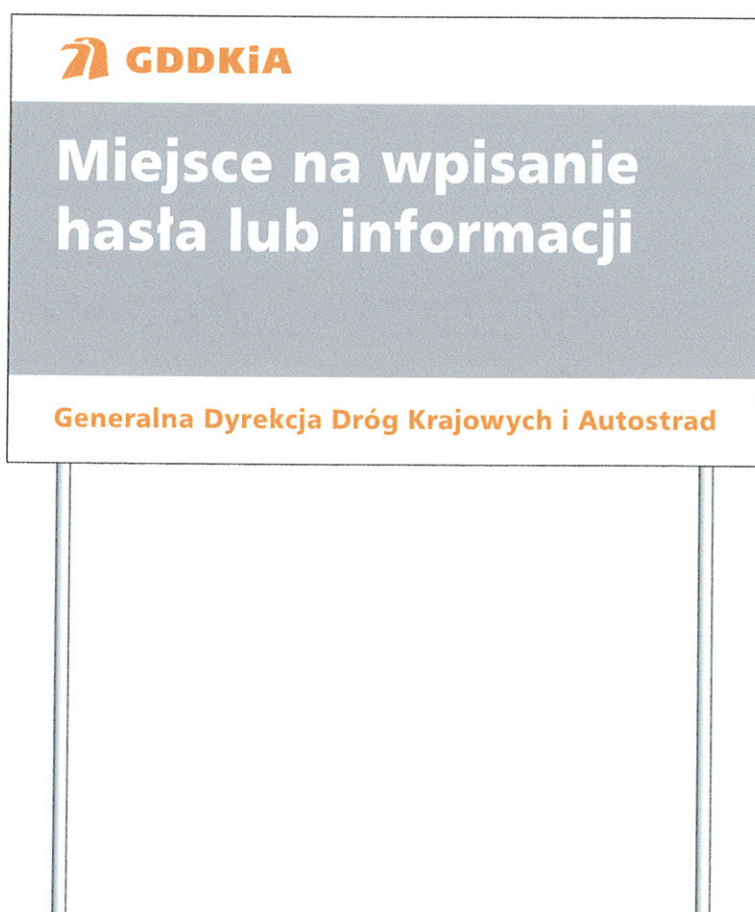 GDDKiA
Miejsce na wpisanie
hasła lub informacji
Generalna Dyrekcja Dróg Krajowych i Autostrad